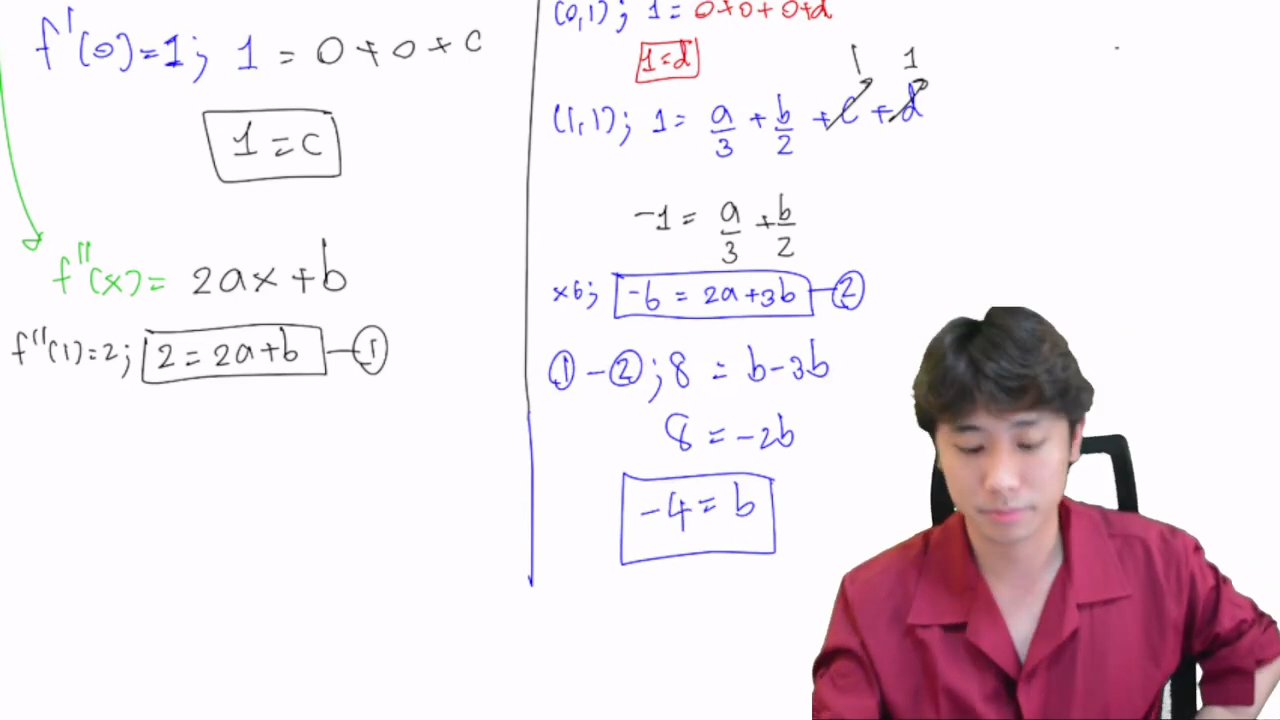 f'(0)=1; 1 = 0+0+c
1=c
f''(x)= 2ax+b
f''(1)=2; 2=2a+b —①
(0,1); 1= 0+0+0+d
1=d
1 1
(1,1); 1= a/3 + b/2 + c + d
-1 = a/3 + b/2
×6; -6 = 2a+3b —②
①-②; 8 = b-3b
8 = -2b
-4 = b